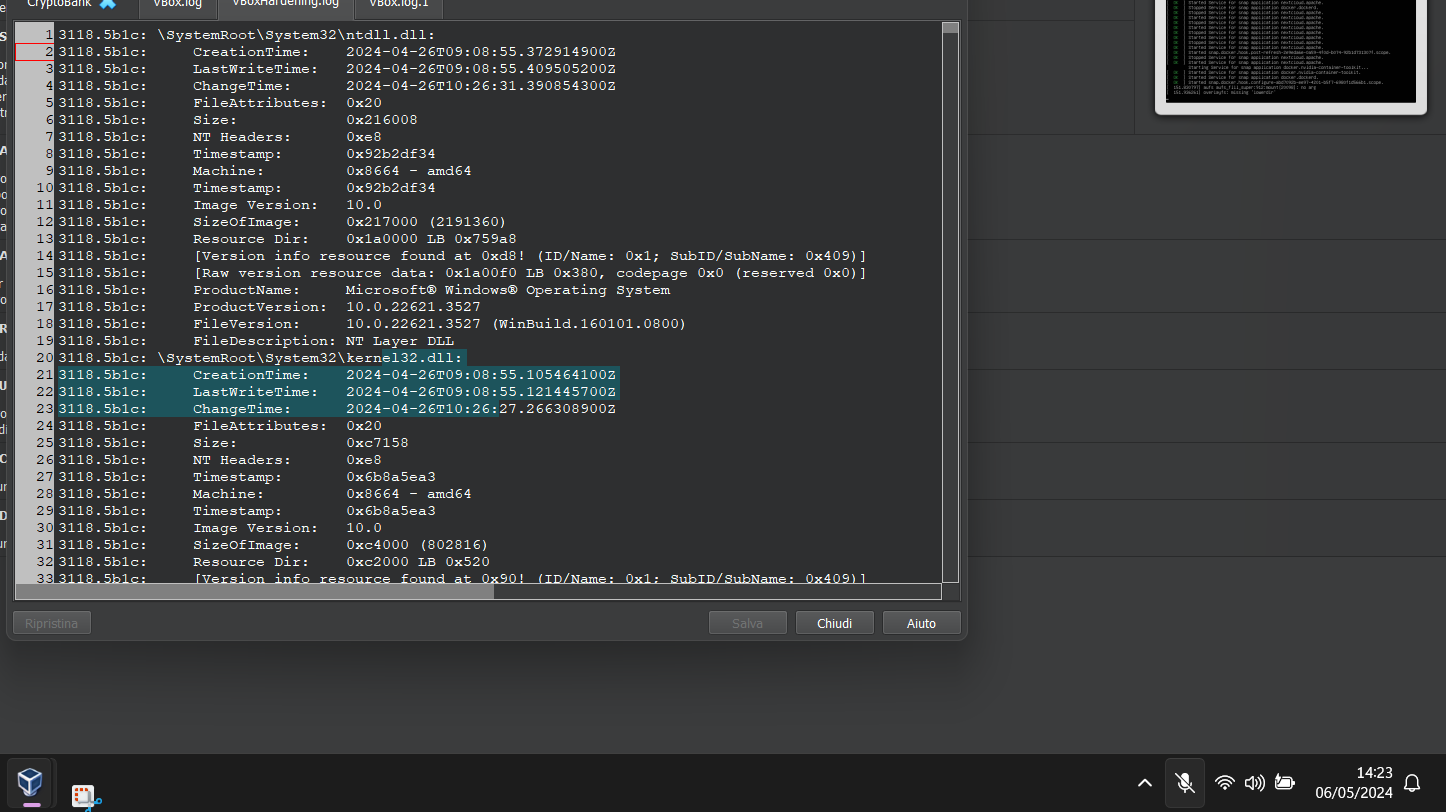 CryptoBank
VBox.log
VBoxHardening.log
VBox.log.1
1 3118.5b1c: \SystemRoot\System32\ntdll.dll:
2 3118.5b1c: CreationTime: 2024-04-26T09:08:55.372914900Z
3 3118.5b1c: LastWriteTime: 2024-04-26T09:08:55.409505200Z
4 3118.5b1c: ChangeTime: 2024-04-26T10:26:31.390854300Z
5 3118.5b1c: FileAttributes: 0x20
6 3118.5b1c: Size: 0x216008
7 3118.5b1c: NT Headers: 0xe8
8 3118.5b1c: Timestamp: 0x92b2df34
9 3118.5b1c: Machine: 0x8664 - amd64
10 3118.5b1c: Timestamp: 0x92b2df34
11 3118.5b1c: Image Version: 10.0
12 3118.5b1c: SizeOfImage: 0x217000 (2191360)
13 3118.5b1c: Resource Dir: 0x1a0000 LB 0x759a8
14 3118.5b1c: [Version info resource found at 0xd8! (ID/Name: 0x1; SubID/SubName: 0x409)]
15 3118.5b1c: [Raw version resource data: 0x1a00f0 LB 0x380, codepage 0x0 (reserved 0x0)]
16 3118.5b1c: ProductName: Microsoft® Windows® Operating System
17 3118.5b1c: ProductVersion: 10.0.22621.3527
18 3118.5b1c: FileVersion: 10.0.22621.3527 (WinBuild.160101.0800)
19 3118.5b1c: FileDescription: NT Layer DLL
20 3118.5b1c: \SystemRoot\System32\kernel32.dll:
21 3118.5b1c: CreationTime: 2024-04-26T09:08:55.105464100Z
22 3118.5b1c: LastWriteTime: 2024-04-26T09:08:55.121445700Z
23 3118.5b1c: ChangeTime: 2024-04-26T10:26:27.266308900Z
24 3118.5b1c: FileAttributes: 0x20
25 3118.5b1c: Size: 0xc7158
26 3118.5b1c: NT Headers: 0xe8
27 3118.5b1c: Timestamp: 0x6b8a5ea3
28 3118.5b1c: Machine: 0x8664 - amd64
29 3118.5b1c: Timestamp: 0x6b8a5ea3
30 3118.5b1c: Image Version: 10.0
31 3118.5b1c: SizeOfImage: 0xc4000 (802816)
32 3118.5b1c: Resource Dir: 0xc2000 LB 0x520
33 3118.5b1c: [Version info resource found at 0x90! (ID/Name: 0x1; SubID/SubName: 0x409)]
Ripristina
Salva
Chiudi
Aiuto
14:23
06/05/2024